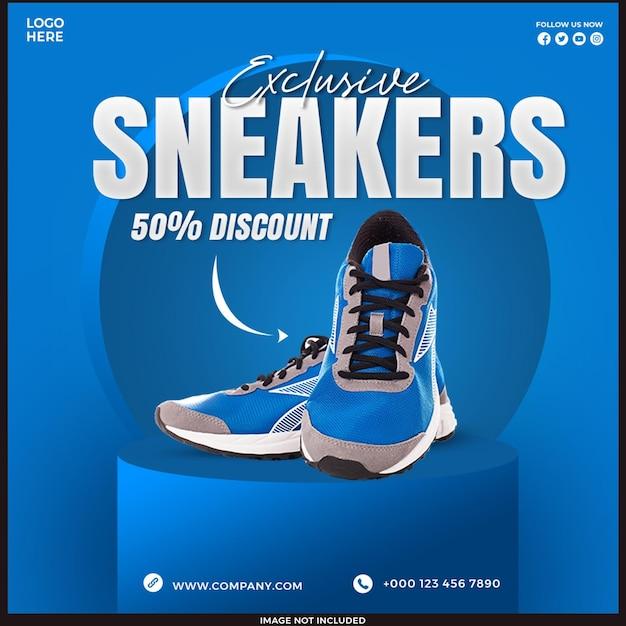 LOGO
HERE
FOLLOW US NOW
Exclusive
SNEAKERS
50% DISCOUNT
WWW.COMPANY.COM
+000 123 456 7890
IMAGE NOT INCLUDED